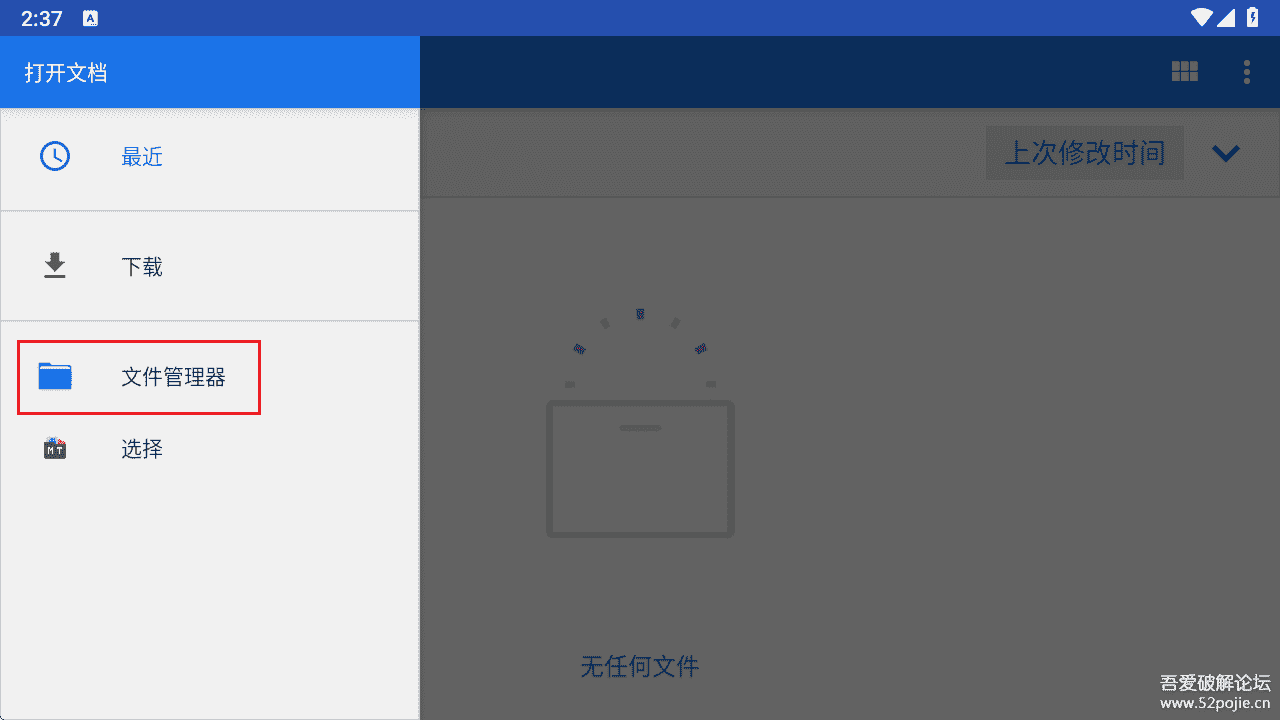 2:37
A
打开文档
最近
上次修改时间
下载
文件管理器
MT
选择
无任何文件
吾爱破解论坛
www.52pojie.cn